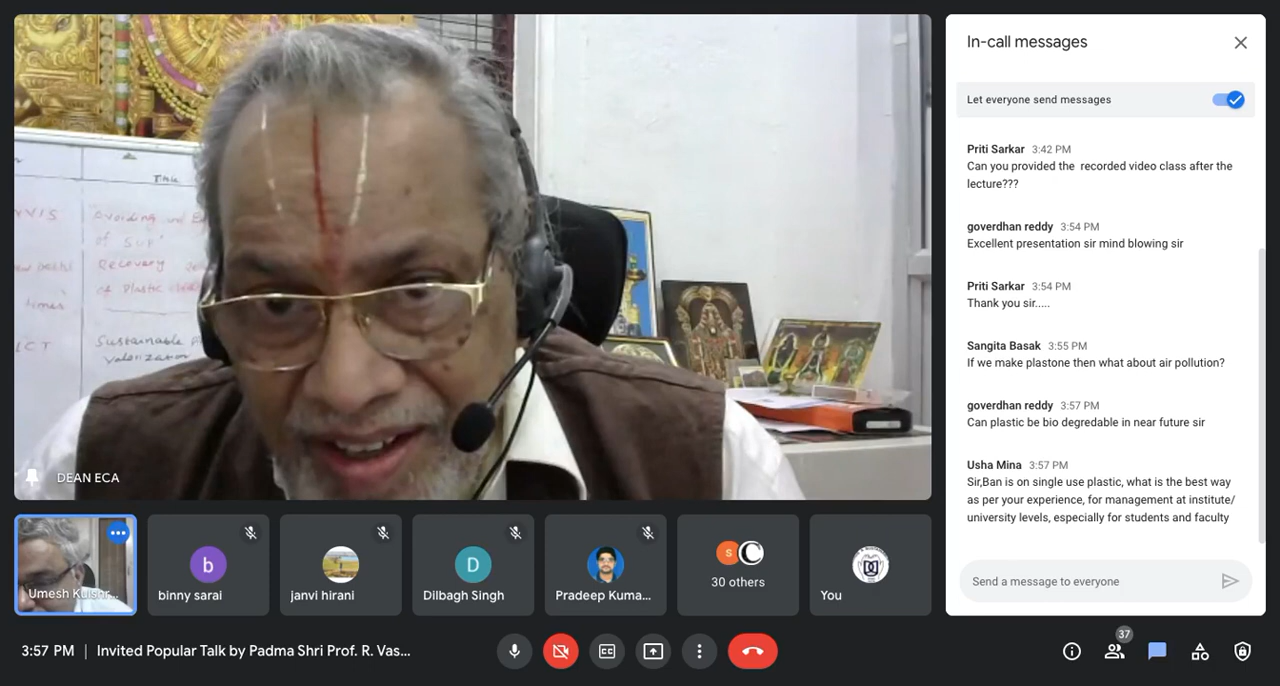 Title
Avoiding and
of SUP
Recovery
of Plastic
times
ICT
Sustainable
Valorization
DEAN ECA
Umesh Kulshr...
b
binny sarai
janvi hirani
D
Dilbagh Singh
Pradeep Kuma...
S
30 others
You
3:57 PM | Invited Popular Talk by Padma Shri Prof. R. Vas...
37
In-call messages
Let everyone send messages
Priti Sarkar 3:42 PM
Can you provided the recorded video class after the
lecture???
goverdhan reddy 3:54 PM
Excellent presentation sir mind blowing sir
Priti Sarkar 3:54 PM
Thank you sir.....
Sangita Basak 3:55 PM
If we make plastone then what about air pollution?
goverdhan reddy 3:57 PM
Can plastic be bio degredable in near future sir
Usha Mina 3:57 PM
Sir,Ban is on single use plastic, what is the best way
as per your experience, for management at institute/
university levels, especially for students and faculty
Send a message to everyone